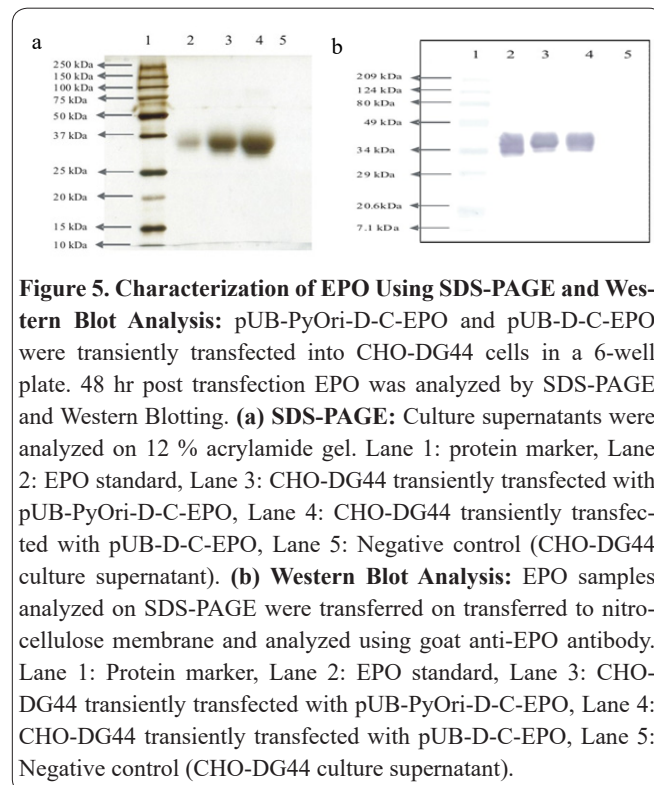 a
1 2 3 4 5
250 kDa
150 kDa
100 kDa
75 kDa
50 kDa
37 kDa
25 kDa
20 kDa
15 kDa
10 kDa
b
1 2 3 4 5
209 kDa
124 kDa
80 kDa
49 kDa
34 kDa
29 kDa
20.6kDa
7.1 kDa
Figure 5. Characterization of EPO Using SDS-PAGE and Wes-
tern Blot Analysis: pUB-PyOri-D-C-EPO and pUB-D-C-EPO
were transiently transfected into CHO-DG44 cells in a 6-well
plate. 48 hr post transfection EPO was analyzed by SDS-PAGE
and Western Blotting. (a) SDS-PAGE: Culture supernatants were
analyzed on 12 % acrylamide gel. Lane 1: protein marker, Lane
2: EPO standard, Lane 3: CHO-DG44 transiently transfected with
pUB-PyOri-D-C-EPO, Lane 4: CHO-DG44 transiently transfec-
ted with pUB-D-C-EPO, Lane 5: Negative control (CHO-DG44
culture supernatant). (b) Western Blot Analysis: EPO samples
analyzed on SDS-PAGE were transferred on transferred to nitro-
cellulose membrane and analyzed using goat anti-EPO antibody.
Lane 1: Protein marker, Lane 2: EPO standard, Lane 3: CHO-
DG44 transiently transfected with pUB-PyOri-D-C-EPO, Lane 4:
CHO-DG44 transiently transfected with pUB-D-C-EPO, Lane 5:
Negative control (CHO-DG44 culture supernatant).